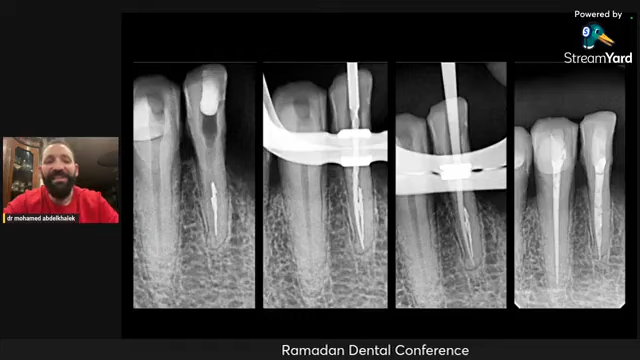 Powered by
StreamYard
dr mohamed abdelkhalek
Ramadan Dental Conference